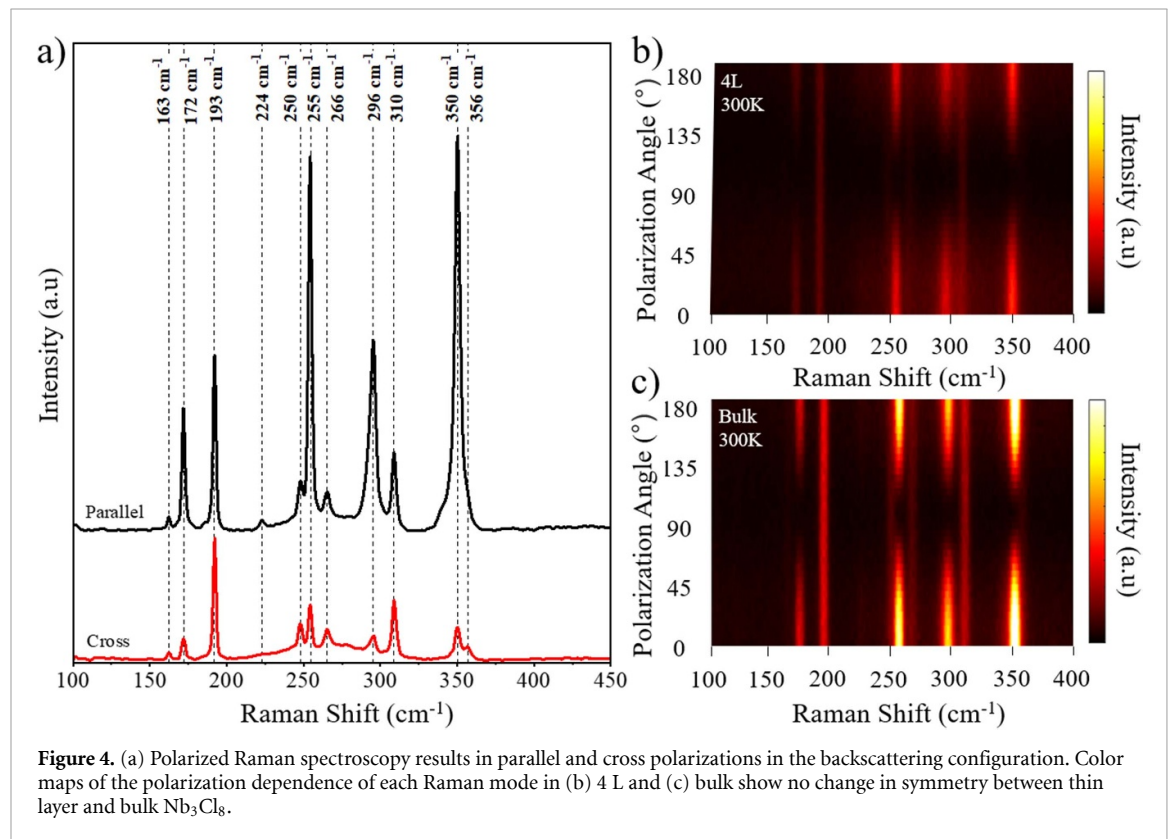 a)
163 cm⁻¹
172 cm⁻¹
193 cm⁻¹
224 cm⁻¹
250 cm⁻¹
255 cm⁻¹
266 cm⁻¹
296 cm⁻¹
310 cm⁻¹
350 cm⁻¹
356 cm⁻¹
Intensity (a.u)
Parallel
Cross
100 150 200 250 300 350 400 450
Raman Shift (cm⁻¹)
b)
4L
300K
Polarization Angle (°)
180
135
90
45
0
100 150 200 250 300 350 400
Raman Shift (cm⁻¹)
Intensity (a.u)
c)
Bulk
300K
Polarization Angle (°)
180
135
90
45
0
100 150 200 250 300 350 400
Raman Shift (cm⁻¹)
Intensity (a.u)
Figure 4. (a) Polarized Raman spectroscopy results in parallel and cross polarizations in the backscattering configuration. Color
maps of the polarization dependence of each Raman mode in (b) 4 L and (c) bulk show no change in symmetry between thin
layer and bulk Nb₃Cl₈.